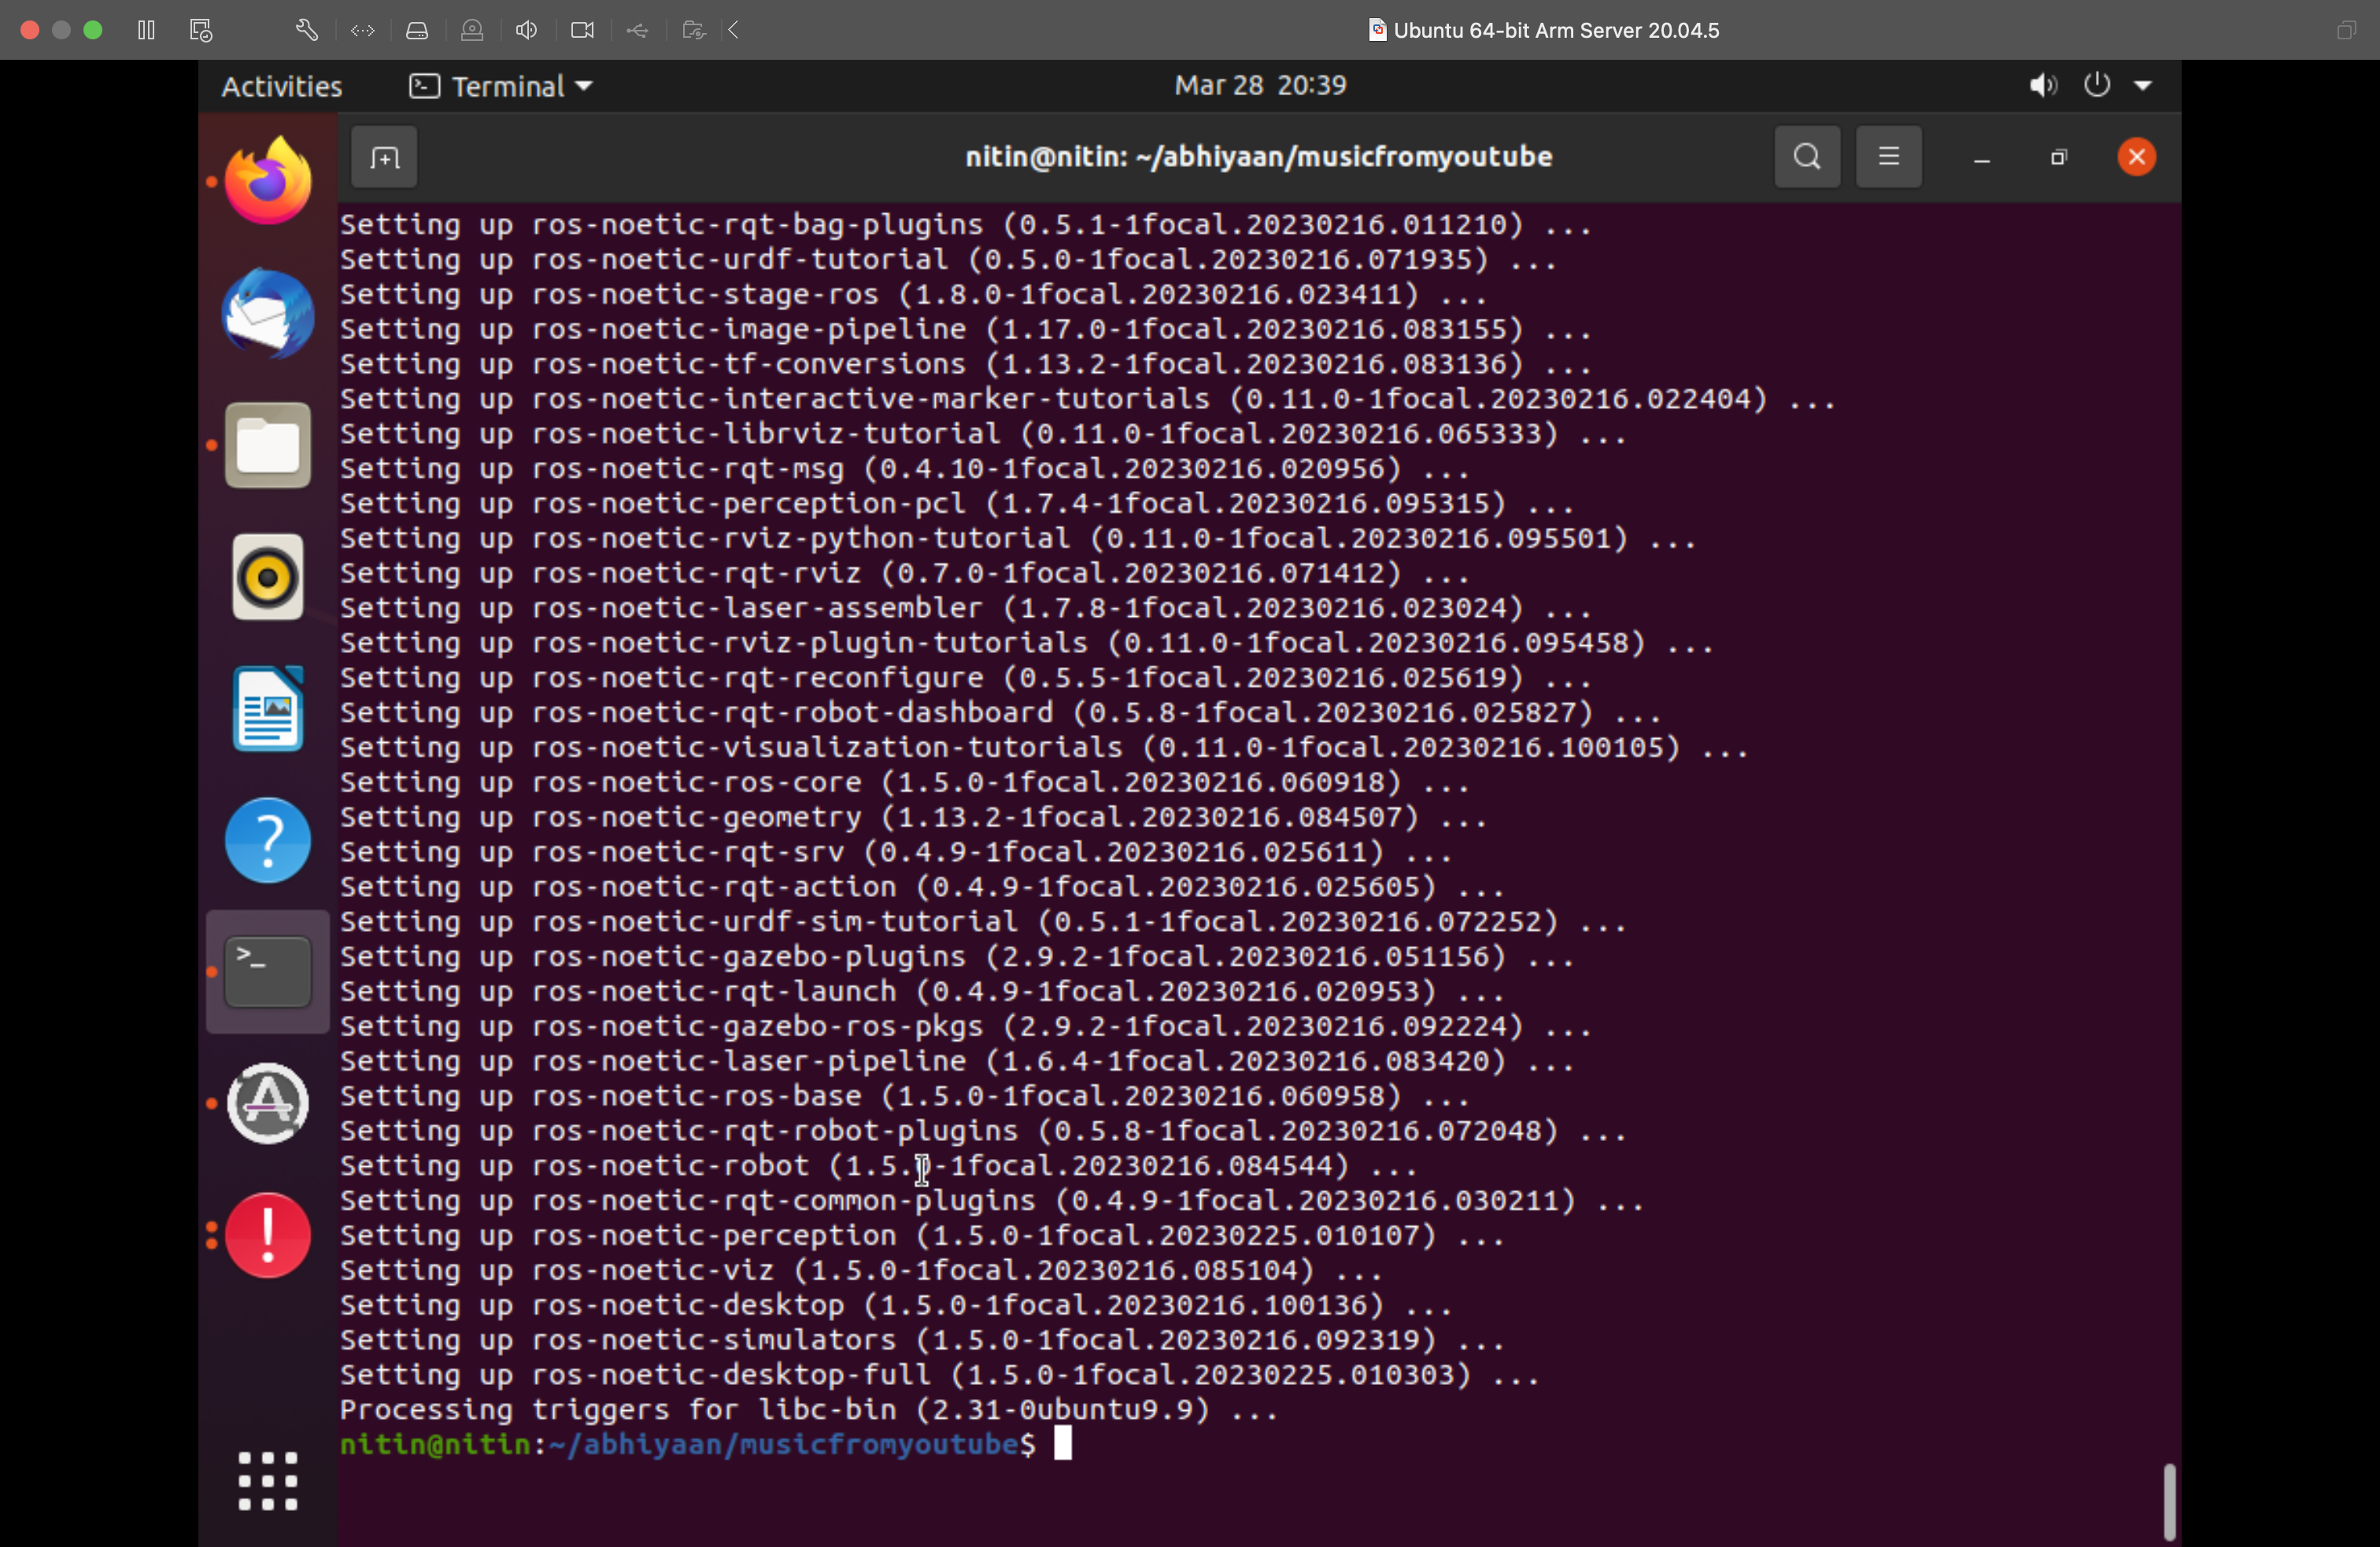 Ubuntu 64-bit Arm Server 20.04.5
Activities Terminal Mar 28 20:39
nitin@nitin: ~/abhiyaan/musicfromyoutube
Setting up ros-noetic-rqt-bag-plugins (0.5.1-1focal.20230216.011210) ...
Setting up ros-noetic-urdf-tutorial (0.5.0-1focal.20230216.071935) ...
Setting up ros-noetic-stage-ros (1.8.0-1focal.20230216.023411) ...
Setting up ros-noetic-image-pipeline (1.17.0-1focal.20230216.083155) ...
Setting up ros-noetic-tf-conversions (1.13.2-1focal.20230216.083136) ...
Setting up ros-noetic-interactive-marker-tutorials (0.11.0-1focal.20230216.022404) ...
Setting up ros-noetic-librviz-tutorial (0.11.0-1focal.20230216.065333) ...
Setting up ros-noetic-rqt-msg (0.4.10-1focal.20230216.020956) ...
Setting up ros-noetic-perception-pcl (1.7.4-1focal.20230216.095315) ...
Setting up ros-noetic-rviz-python-tutorial (0.11.0-1focal.20230216.095501) ...
Setting up ros-noetic-rqt-rviz (0.7.0-1focal.20230216.071412) ...
Setting up ros-noetic-laser-assembler (1.7.8-1focal.20230216.023024) ...
Setting up ros-noetic-rviz-plugin-tutorials (0.11.0-1focal.20230216.095458) ...
Setting up ros-noetic-rqt-reconfigure (0.5.5-1focal.20230216.025619) ...
Setting up ros-noetic-rqt-robot-dashboard (0.5.8-1focal.20230216.025827) ...
Setting up ros-noetic-visualization-tutorials (0.11.0-1focal.20230216.100105) ...
Setting up ros-noetic-ros-core (1.5.0-1focal.20230216.060918) ...
Setting up ros-noetic-geometry (1.13.2-1focal.20230216.084507) ...
Setting up ros-noetic-rqt-srv (0.4.9-1focal.20230216.025611) ...
Setting up ros-noetic-rqt-action (0.4.9-1focal.20230216.025605) ...
Setting up ros-noetic-urdf-sim-tutorial (0.5.1-1focal.20230216.072252) ...
Setting up ros-noetic-gazebo-plugins (2.9.2-1focal.20230216.051156) ...
Setting up ros-noetic-rqt-launch (0.4.9-1focal.20230216.020953) ...
Setting up ros-noetic-gazebo-ros-pkgs (2.9.2-1focal.20230216.092224) ...
Setting up ros-noetic-laser-pipeline (1.6.4-1focal.20230216.083420) ...
Setting up ros-noetic-ros-base (1.5.0-1focal.20230216.060958) ...
Setting up ros-noetic-rqt-robot-plugins (0.5.8-1focal.20230216.072048) ...
Setting up ros-noetic-robot (1.5.0-1focal.20230216.084544) ...
Setting up ros-noetic-rqt-common-plugins (0.4.9-1focal.20230216.030211) ...
Setting up ros-noetic-perception (1.5.0-1focal.20230225.010107) ...
Setting up ros-noetic-viz (1.5.0-1focal.20230216.085104) ...
Setting up ros-noetic-desktop (1.5.0-1focal.20230216.100136) ...
Setting up ros-noetic-simulators (1.5.0-1focal.20230216.092319) ...
Setting up ros-noetic-desktop-full (1.5.0-1focal.20230225.010303) ...
Processing triggers for libc-bin (2.31-0ubuntu9.9) ...
nitin@nitin:~/abhiyaan/musicfromyoutube$